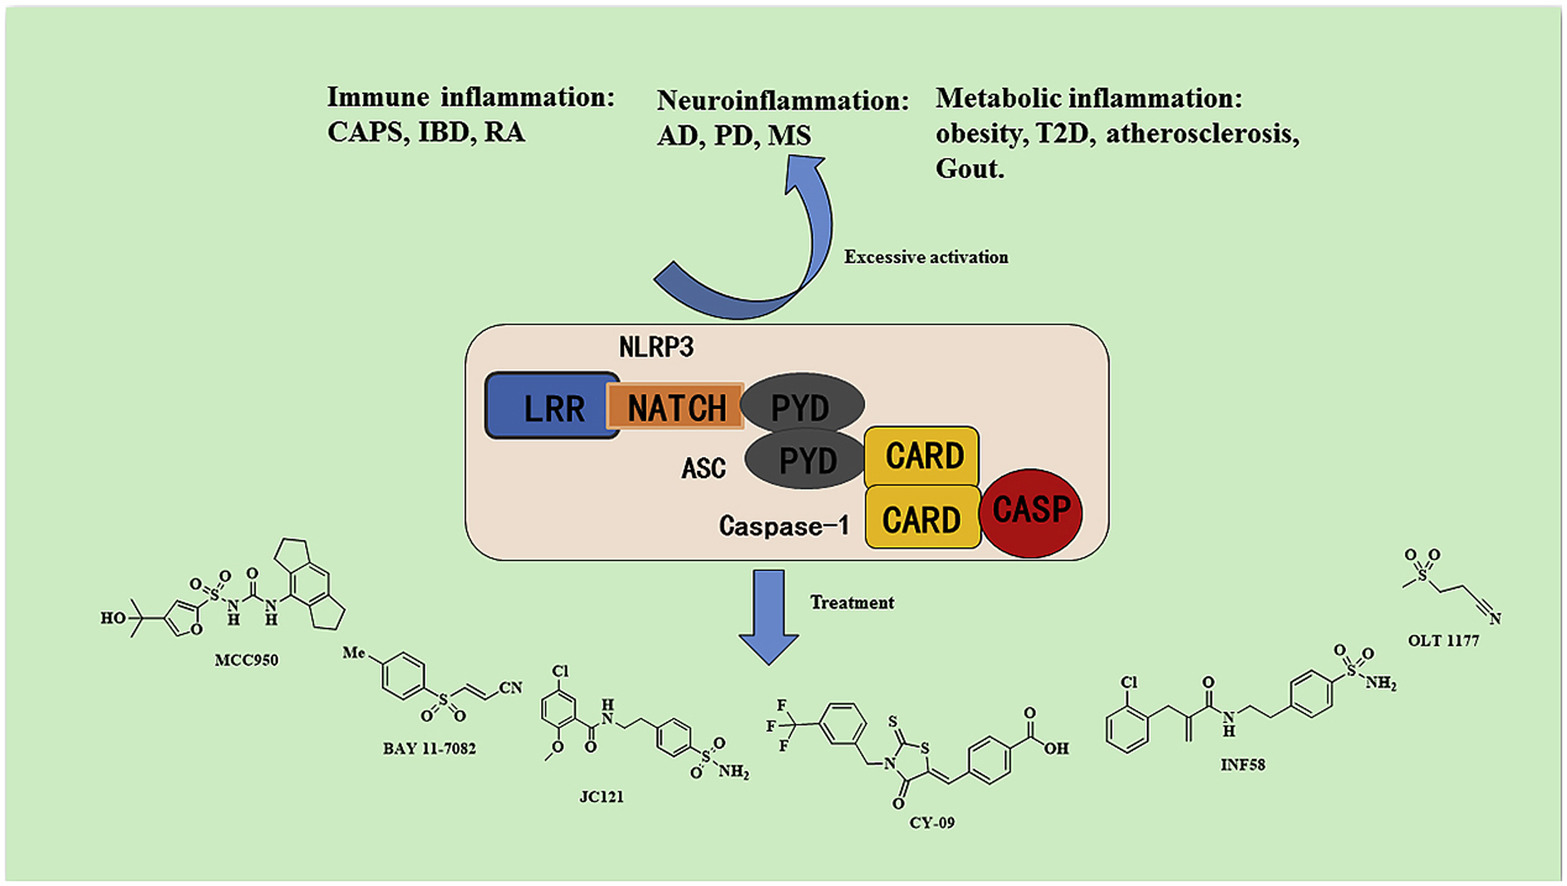 Immune inflammation:
CAPS, IBD, RA
Neuroinflammation:
AD, PD, MS
Metabolic inflammation:
obesity, T2D, atherosclerosis,
Gout.
Excessive activation
NLRP3
LRR
NATCH
PYD
ASC
PYD
CARD
Caspase-1
CARD
CASP
Treatment
HO
O
O O
S
N
H
O
N
H
MCC950
Me
S
O O
CN
BAY 11-7082
Cl
O
O
H
N
S
O
O
NH2
JC121
F
F
F
S
S
N
O
O
OH
CY-09
Cl
O
N
H
O O
S
NH2
INF58
O O
S
N
OLT 1177